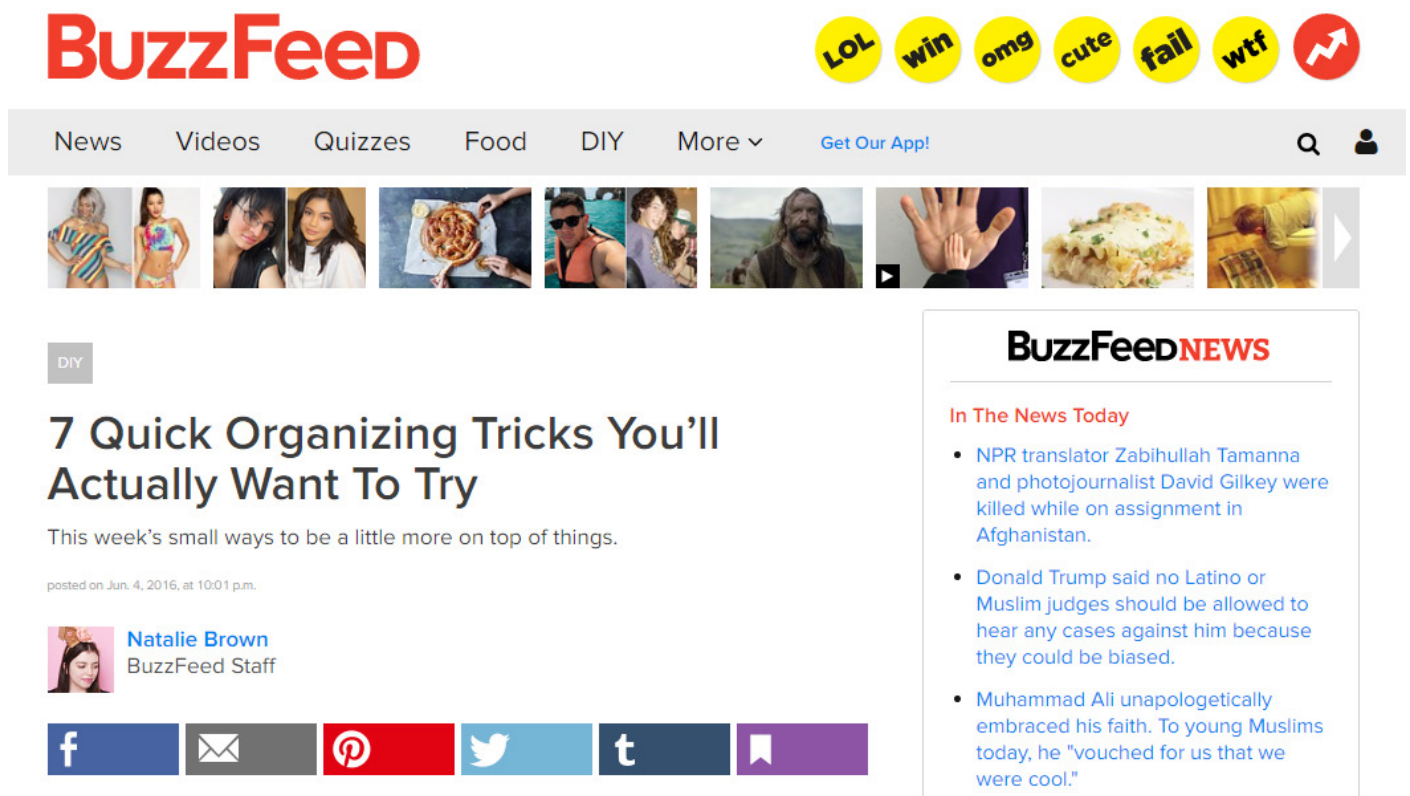 BuzzFeeD
LOL
win
omg
cute
fail
wtf
News
Videos
Quizzes
Food
DIY
More
Get Our App!
DIY
7 Quick Organizing Tricks You’ll
Actually Want To Try
This week’s small ways to be a little more on top of things.
posted on Jun. 4, 2016, at 10:01 p.m.
Natalie Brown
BuzzFeed Staff
BuzzFeeDNEWS
In The News Today
• NPR translator Zabihullah Tamanna
and photojournalist David Gilkey were
killed while on assignment in
Afghanistan.
• Donald Trump said no Latino or
Muslim judges should be allowed to
hear any cases against him because
they could be biased.
• Muhammad Ali unapologetically
embraced his faith. To young Muslims
today, he "vouched for us that we
were cool."